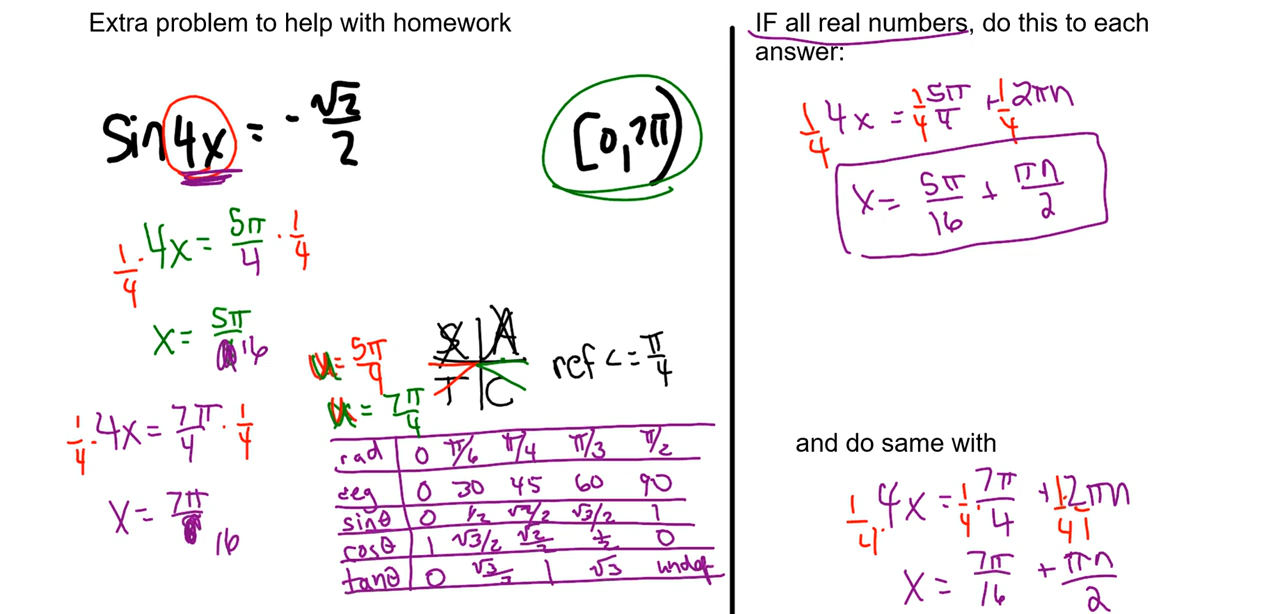 Extra problem to help with homework
sin4x = -√2/2
[0,2π)
1/4 · 4x = 5π/4 · 1/4
x = 5π/16
1/4 · 4x = 7π/4 · 1/4
x = 7π/16
u = 5π/4
u = 7π/4
S A
T C
ref < = π/4
rad 0 π/6 π/4 π/3 π/2
deg 0 30 45 60 90
sinθ 0 1/2 √2/2 √3/2 1
cosθ 1 √3/2 √2/2 1/2 0
tanθ 0 √3/3 1 √3 undef
IF all real numbers, do this to each
answer:
1/4 4x = 1/4 5π/4 + 1/4 2πn
x = 5π/16 + πn/2
and do same with
1/4 · 4x = 1/4 · 7π/4 + 1/4 · 2πn
x = 7π/16 + πn/2